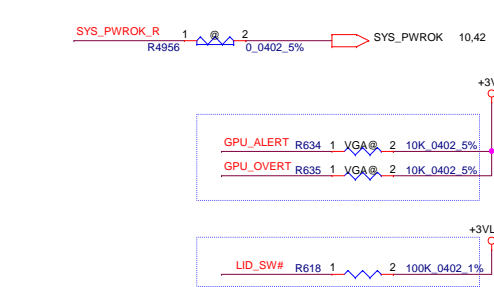 SYS_PWROK_R 1 @ 2 SYS_PWROK 10,42
R4956 0_0402_5%
+3V
GPU_ALERT R634 1 VGA@ 2 10K_0402_5%
GPU_OVERT R635 1 VGA@ 2 10K_0402_5%
+3VL
LID_SW# R618 1 2 100K_0402_1%